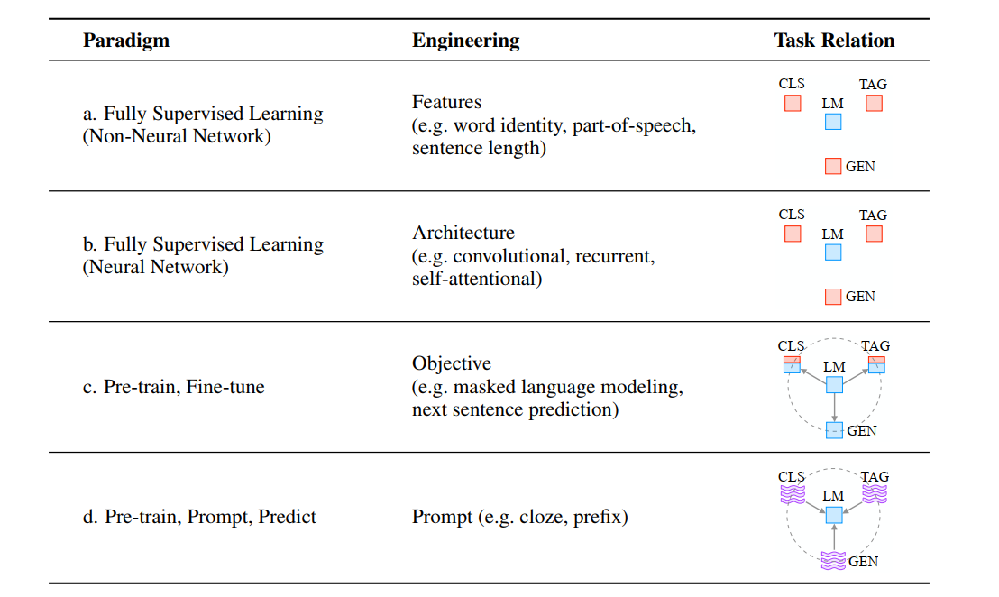 Paradigm Engineering Task Relation
CLS TAG
LM
a. Fully Supervised Learning
(Non-Neural Network)
Features
(e.g. word identity, part-of-speech,
sentence length)
GEN
CLS TAG
LM
b. Fully Supervised Learning
(Neural Network)
Architecture
(e.g. convolutional, recurrent,
self-attentional)
GEN
CLS TAG
LM
c. Pre-train, Fine-tune
Objective
(e.g. masked language modeling,
next sentence prediction)
GEN
CLS TAG
LM
d. Pre-train, Prompt, Predict
Prompt (e.g. cloze, prefix)
GEN